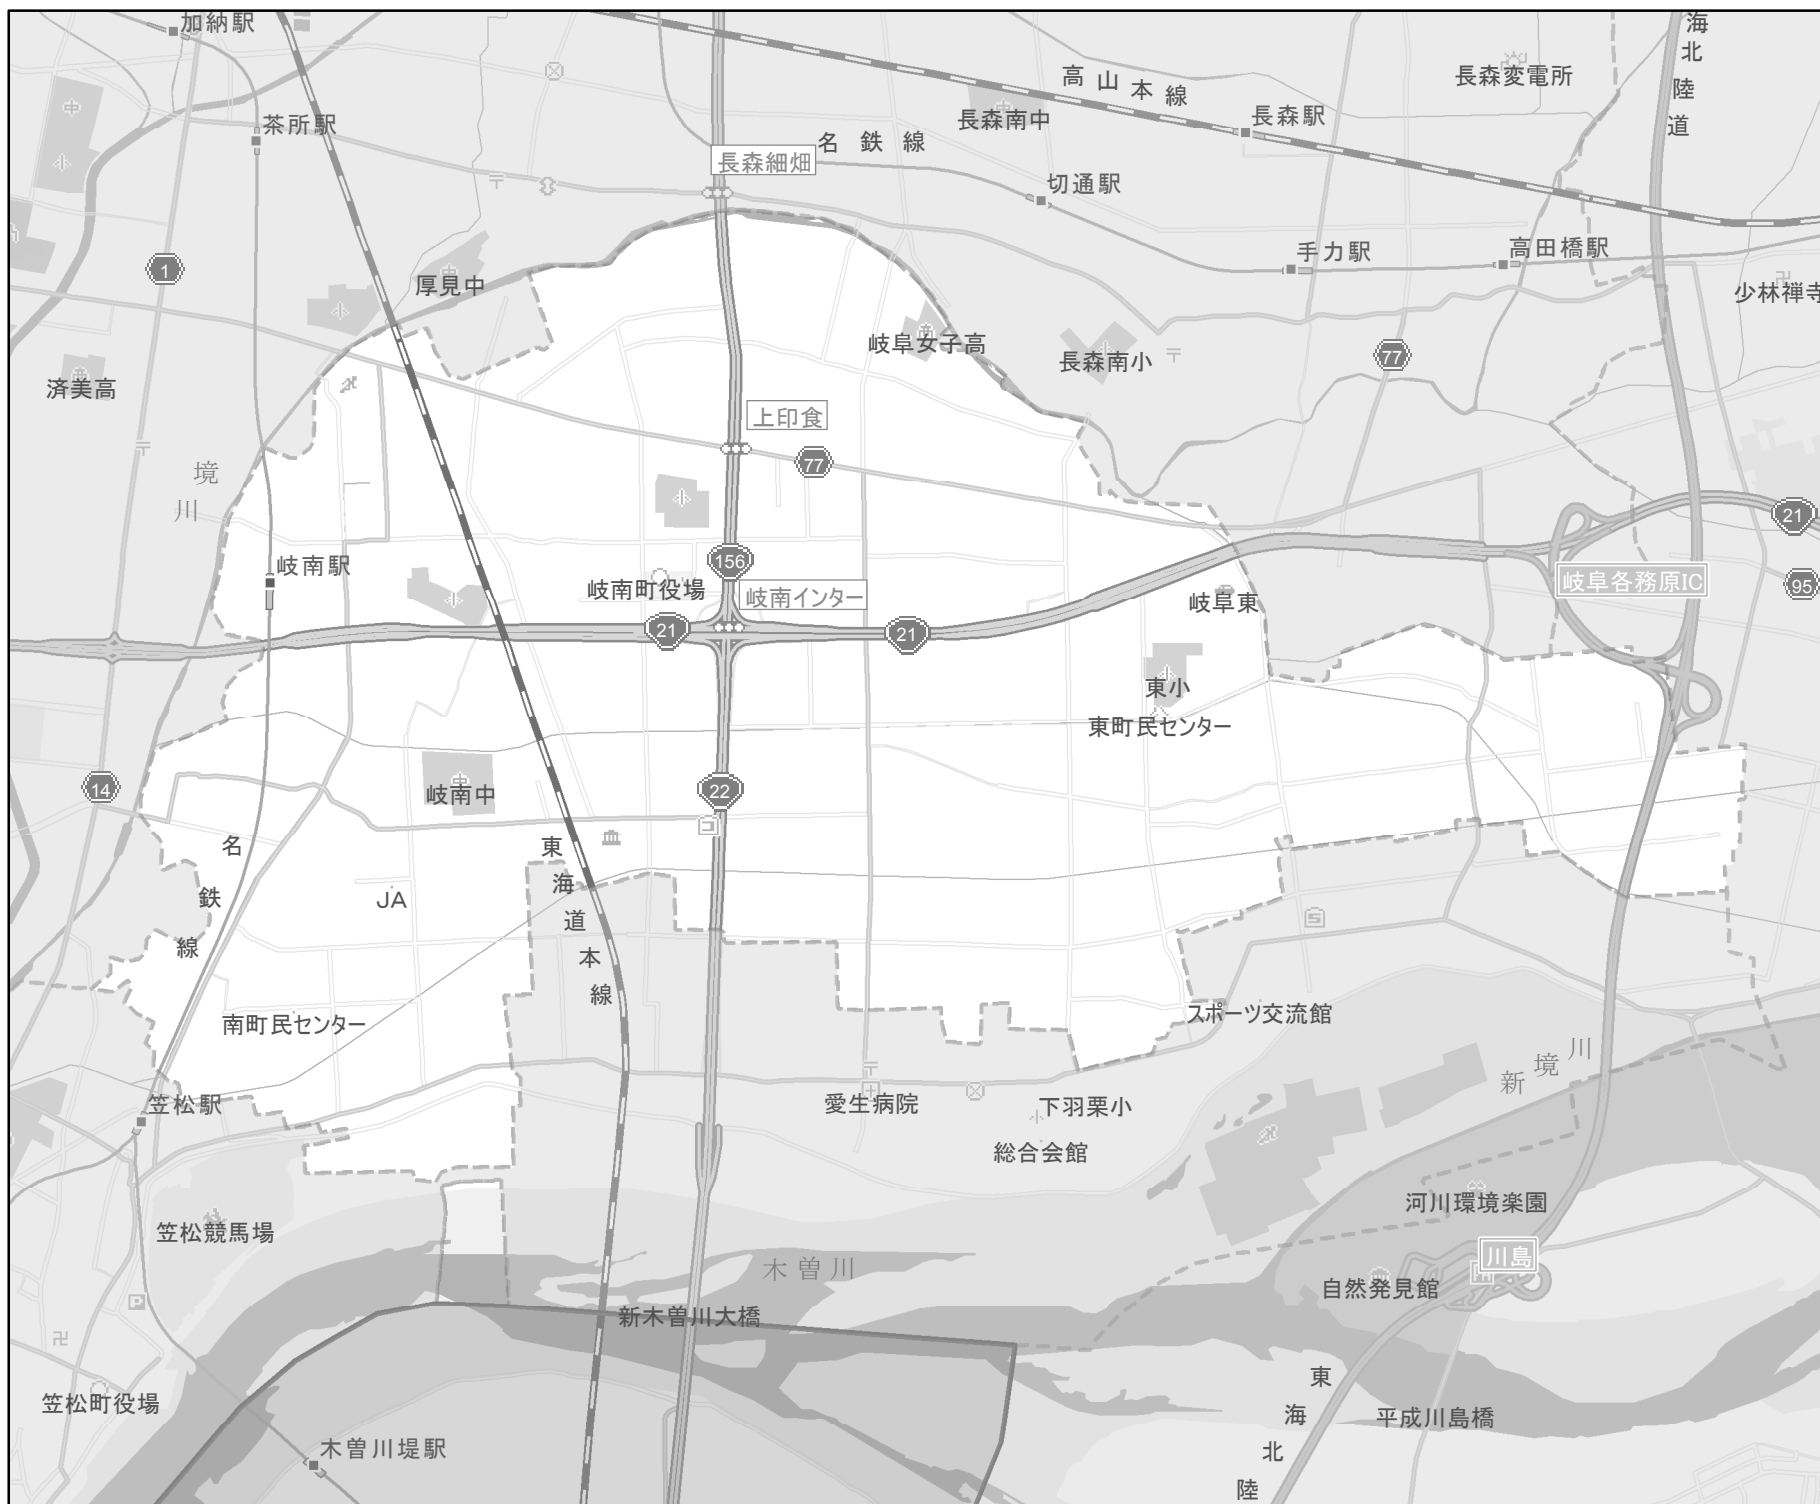 加納駅
海北陸道
長森変電所
高山本線
長森南中
長森駅
茶所駅
名鉄線
長森細畑
切通駅
手力駅
高田橋駅
1
厚見中
少林禅寺
岐阜女子高
長森南小
77
済美高
上印食
77
境川
21
156
岐南駅
岐南町役場
岐南インター
岐阜各務原IC
95
岐阜東
21
21
東小
東町民センター
14
岐南中
22
名鉄線
東海道本線
JA
スポーツ交流館
南町民センター
新境川
笠松駅
愛生病院
下羽栗小
総合会館
河川環境楽園
笠松競馬場
川島
木曽川
自然発見館
新木曽川大橋
東海北陸
笠松町役場
平成川島橋
木曽川堤駅